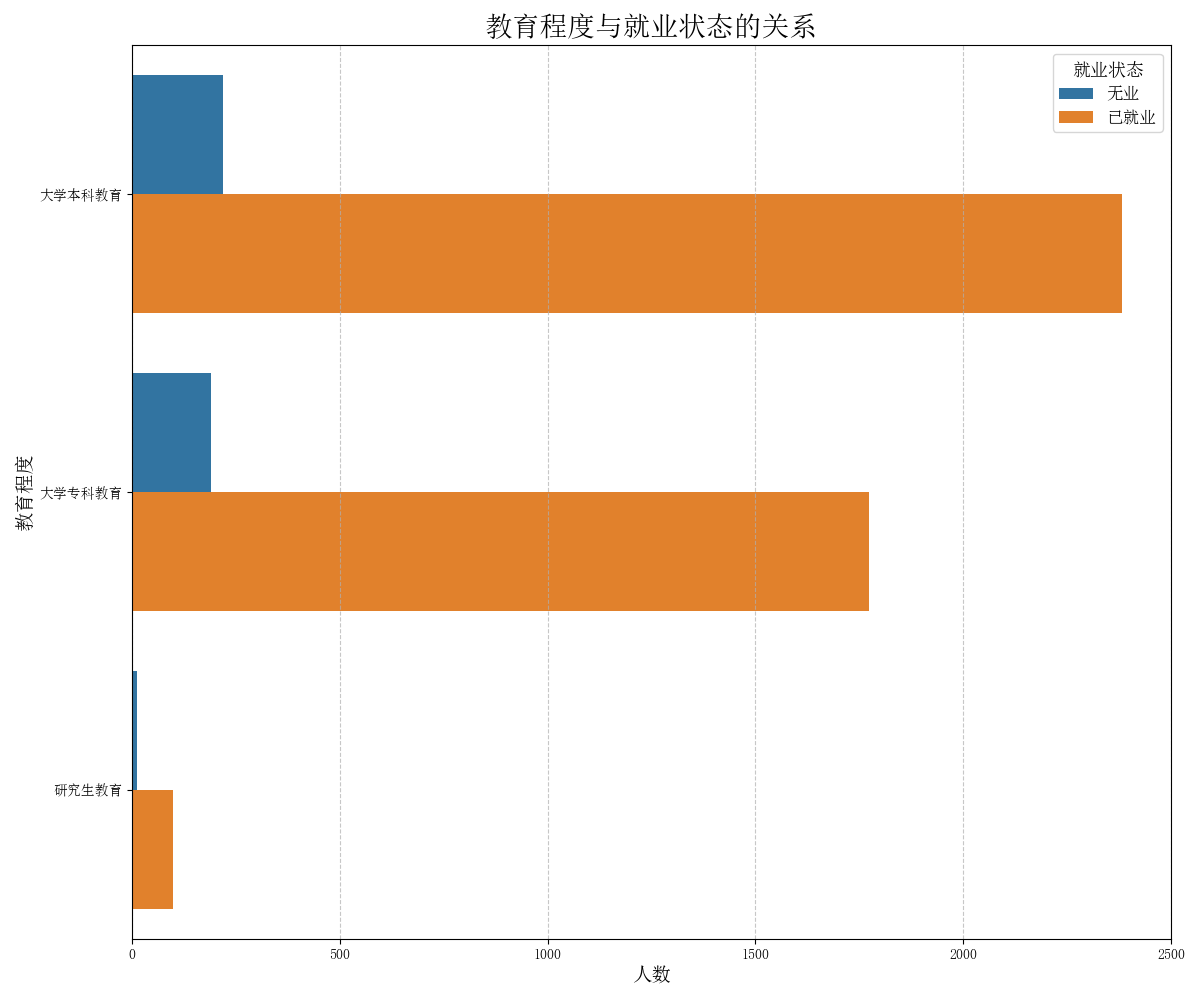 教育程度与就业状态的关系
就业状态
无业
已就业
大学本科教育
大学专科教育
研究生教育
教育程度
0 500 1000 1500 2000 2500
人数